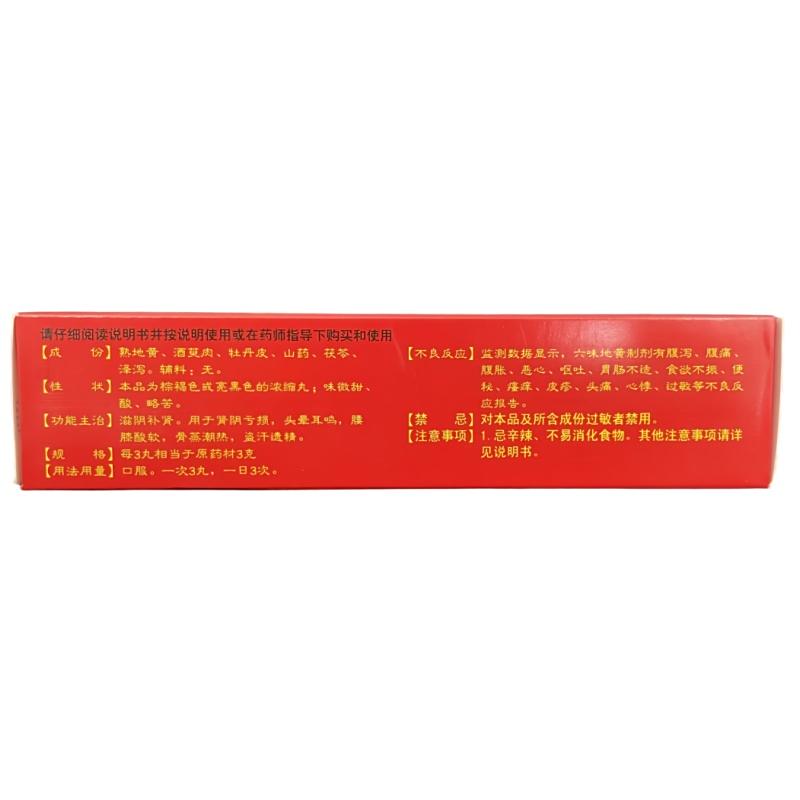 请仔细阅读说明书并按说明使用或在药师指导下购买和使用
【成份】熟地黄、酒萸肉、牡丹皮、山药、茯苓、
泽泻。辅料：无。
【性状】本品为棕褐色或亮黑色的浓缩丸；味微甜、
酸、略苦。
【功能主治】滋阴补肾。用于肾阴亏损，头晕耳鸣，腰
膝酸软，骨蒸潮热，盗汗遗精。
【规格】每3丸相当于原药材3克
【用法用量】口服。一次3丸，一日3次。
【不良反应】监测数据显示，六味地黄制剂有腹泻、腹痛、
腹胀、恶心、呕吐、胃肠不适、食欲不振、便
秘、瘙痒、皮疹、头痛、心悸、过敏等不良反
应报告。
【禁忌】对本品及所含成份过敏者禁用。
【注意事项】1. 忌辛辣、不易消化食物。其他注意事项请详
见说明书。